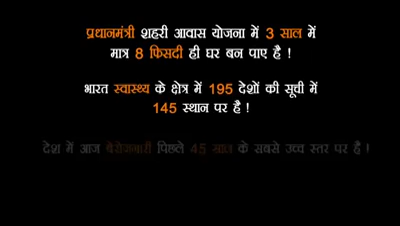 प्रधानमंत्री शहरी आवास योजना में 3 साल में
मात्र 8 फिसदी ही घर बन पाए है !
भारत स्वास्थ्य के क्षेत्र में 195 देशों की सूची में
145 स्थान पर है !
देश में आज बेरोजगारी पिछले 45 साल के सबसे उच्च स्तर पर है !